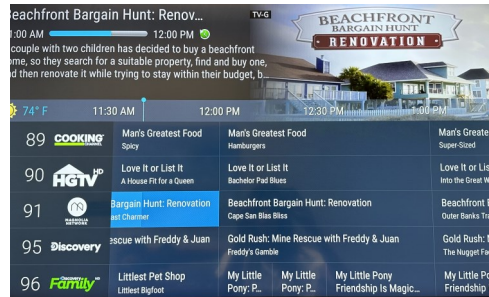 Beachfront Bargain Hunt: Renov...
TV-G
1:00 AM 12:00 PM
couple with two children has decided to buy a beachfront
ome, so they search for a suitable property, find and buy one,
nd then renovate it while trying to stay within their budget, b...
BEACHFRONT
BARGAIN HUNT
RENOVATION
74° F 11:30 AM 12:00 PM 12:30 PM 1:00 PM
89 COOKING CHANNEL Man's Greatest Food Man's Greatest Food Man's Greate
Spicy Hamburgers Super-Sized
90 HGTV HD Love It or List It Love It or List It Love It or Lis
A House Fit for a Queen Bachelor Pad Blues Into the Great W
91 MAGNOLIA NETWORK Bargain Hunt: Renovation Beachfront Bargain Hunt: Renovation Beachfront
ast Charmer Cape San Blas Bliss Outer Banks Tra
95 Discovery escue with Freddy & Juan Gold Rush: Mine Rescue with Freddy & Juan Gold Rush:
Freddy's Gamble The Nugget Fa
96 Discovery Family Littlest Pet Shop My Little My Little My Little Pony My Little Pony
Littlest Bigfoot Pony: P... Pony: ... Friendship Is Magic... Friendship